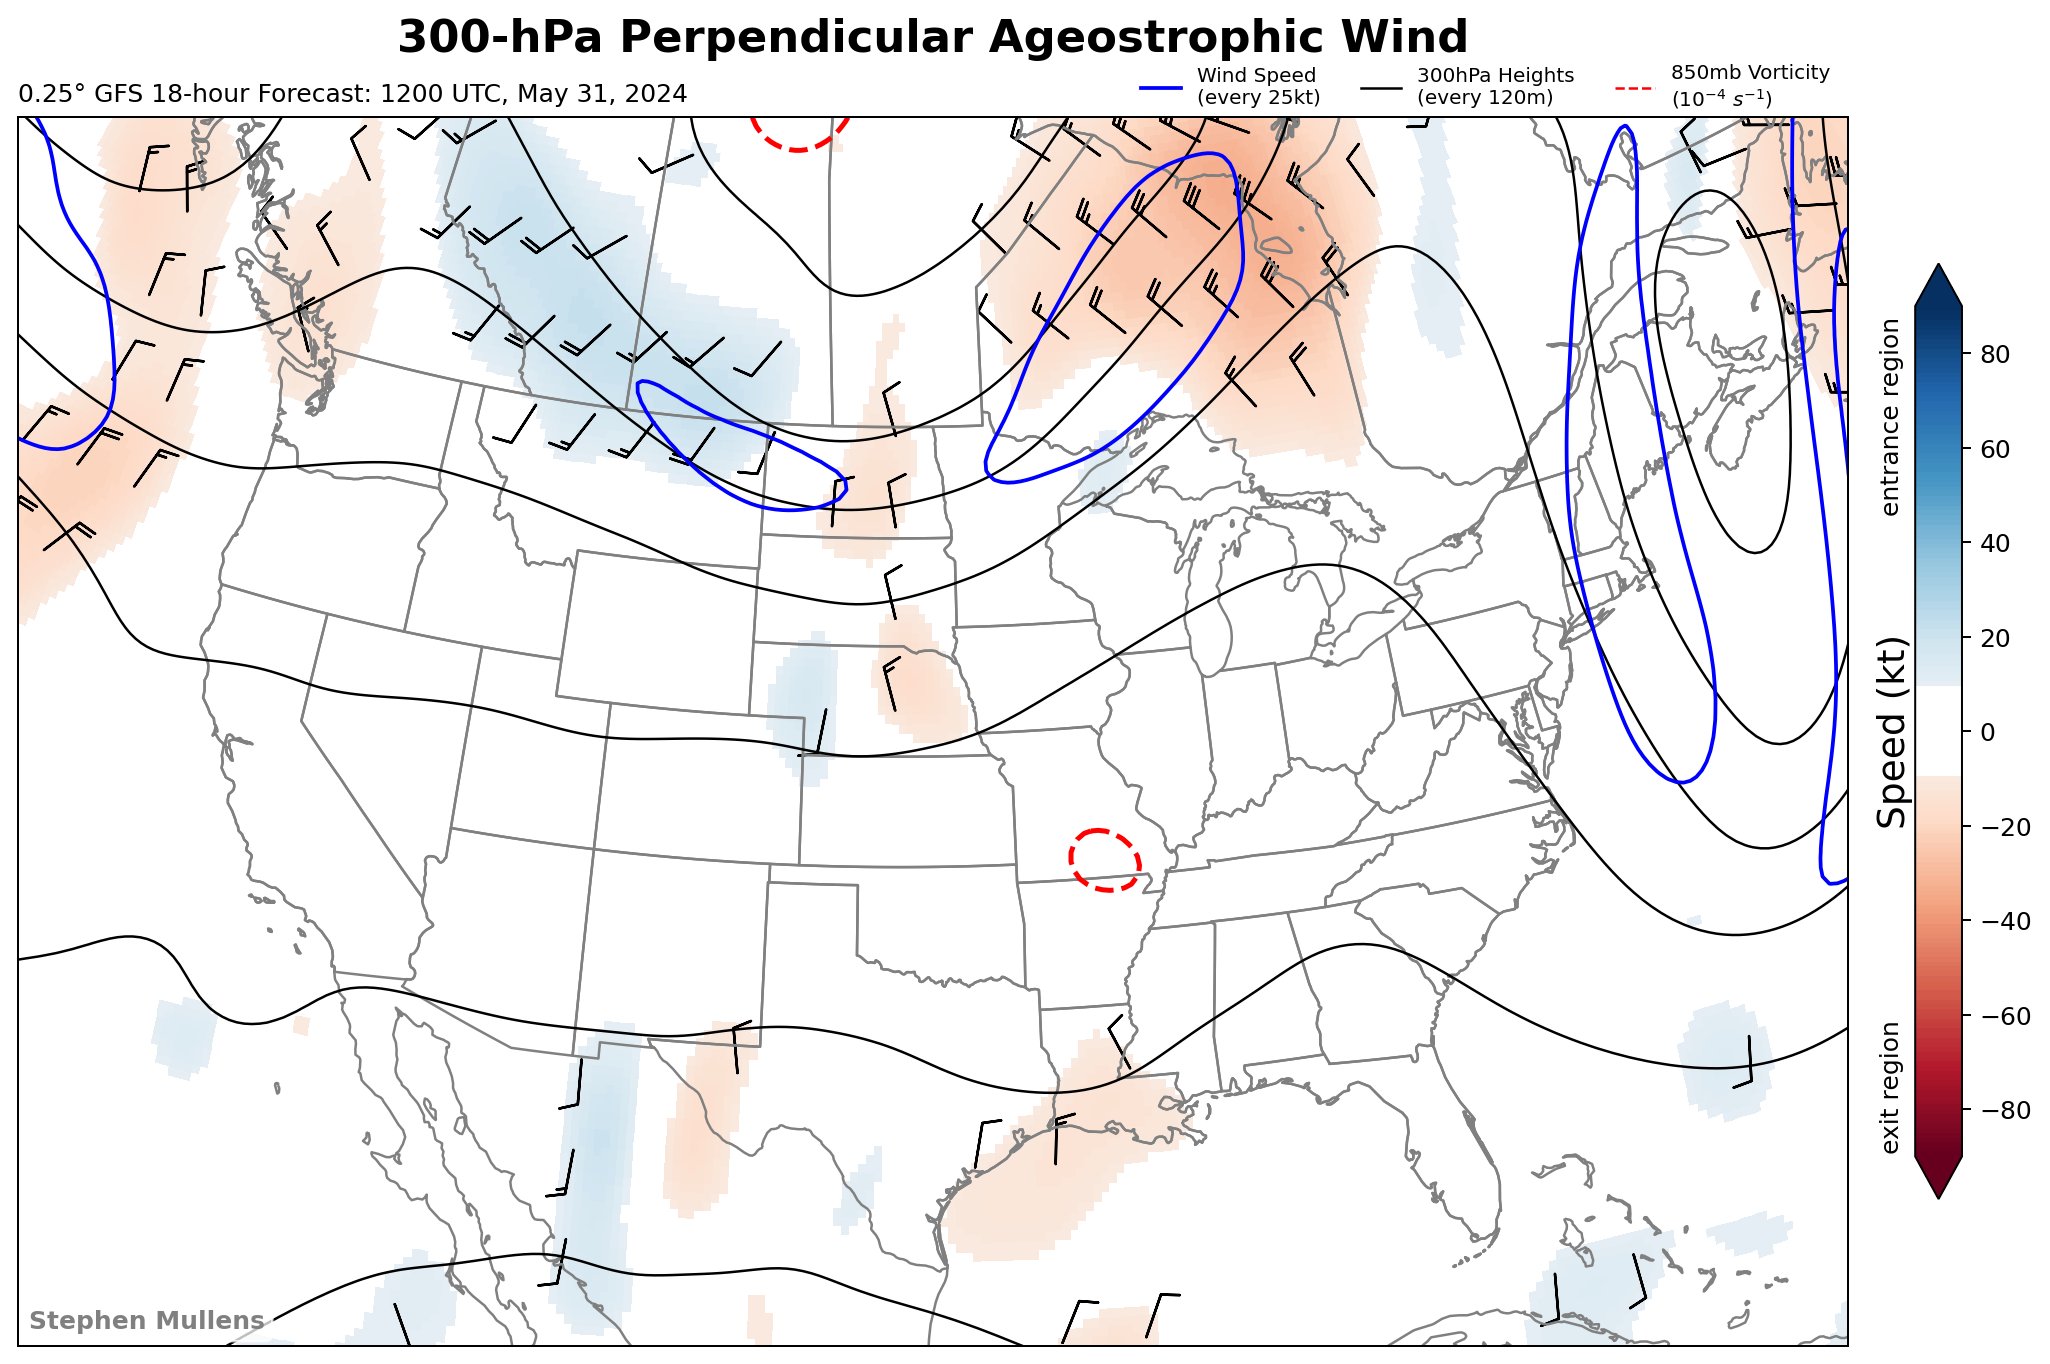 300-hPa Perpendicular Ageostrophic Wind
0.25° GFS 18-hour Forecast: 1200 UTC, May 31, 2024
Wind Speed
(every 25kt)
300hPa Heights
(every 120m)
850mb Vorticity
(10⁻⁴ s⁻¹)
entrance region
80
60
40
20
0
−20
−40
−60
−80
Speed (kt)
exit region
Stephen Mullens